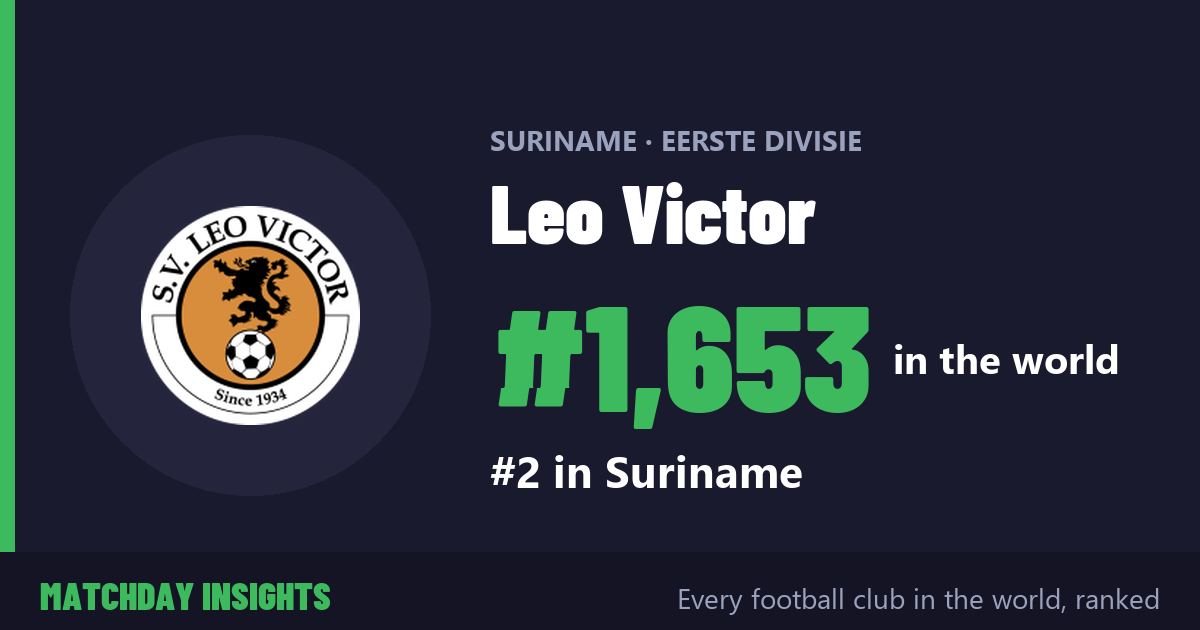 SURINAME · EERSTE DIVISIE
Leo Victor
S.V. LEO VICTOR
Since 1934
#1,653 in the world
#2 in Suriname
MATCHDAY INSIGHTS
Every football club in the world, ranked